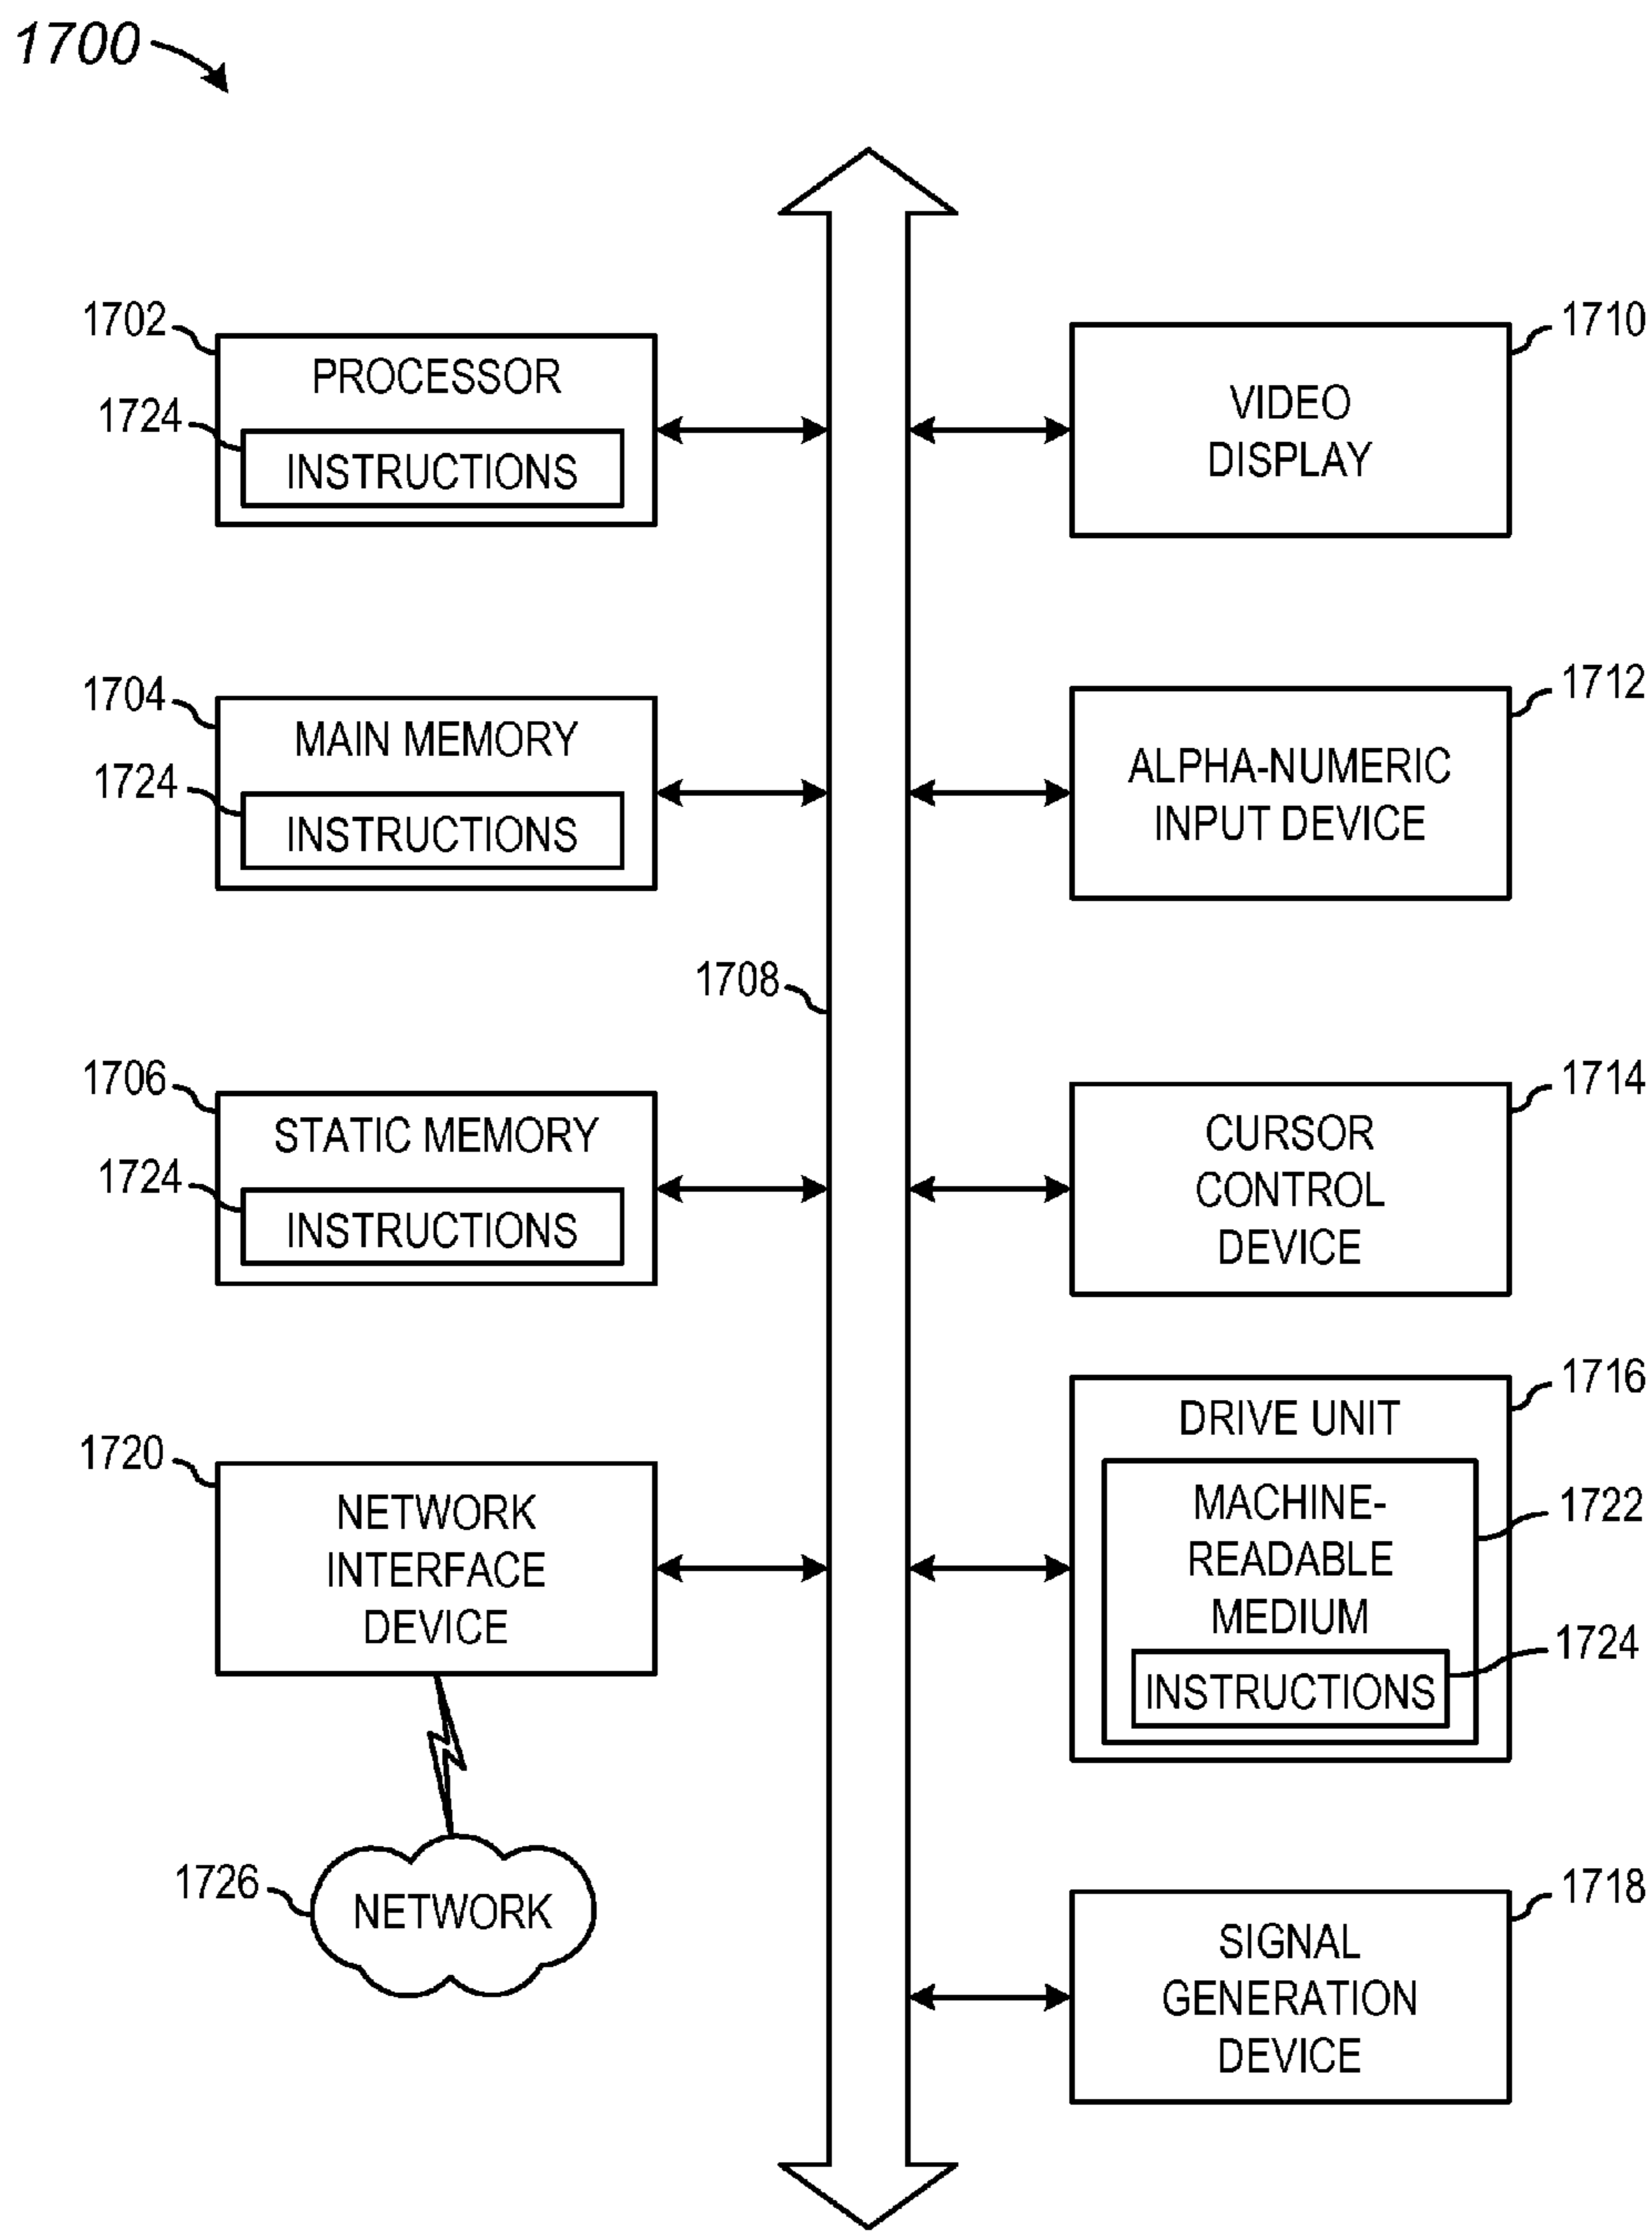 1700
1702
PROCESSOR
1724
INSTRUCTIONS
1704
MAIN MEMORY
1724
INSTRUCTIONS
1708
1706
STATIC MEMORY
1724
INSTRUCTIONS
1720
NETWORK
INTERFACE
DEVICE
1726
NETWORK
1710
VIDEO
DISPLAY
1712
ALPHA-NUMERIC
INPUT DEVICE
1714
CURSOR
CONTROL
DEVICE
1716
DRIVE UNIT
1722
MACHINE-
READABLE
MEDIUM
1724
INSTRUCTIONS
1718
SIGNAL
GENERATION
DEVICE